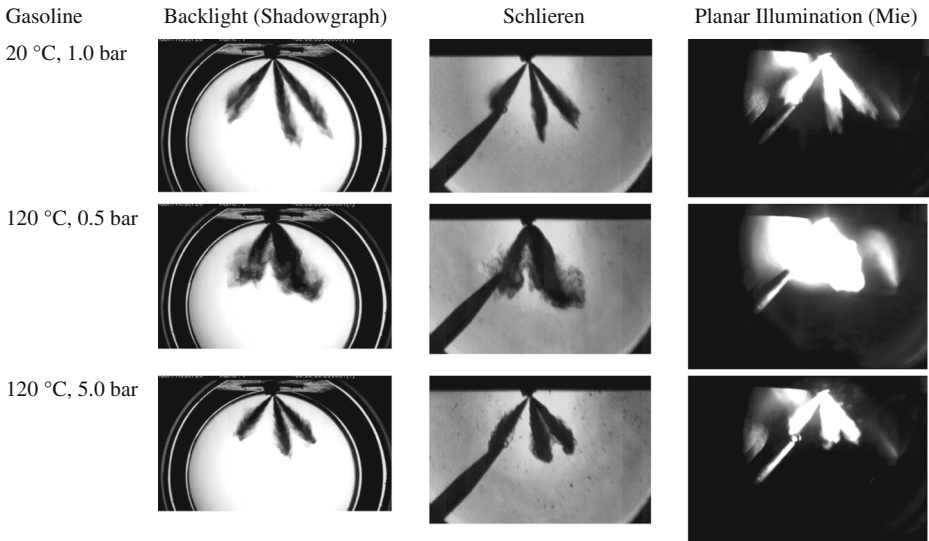 Gasoline Backlight (Shadowgraph) Schlieren Planar Illumination (Mie)
20 °C, 1.0 bar
120 °C, 0.5 bar
120 °C, 5.0 bar